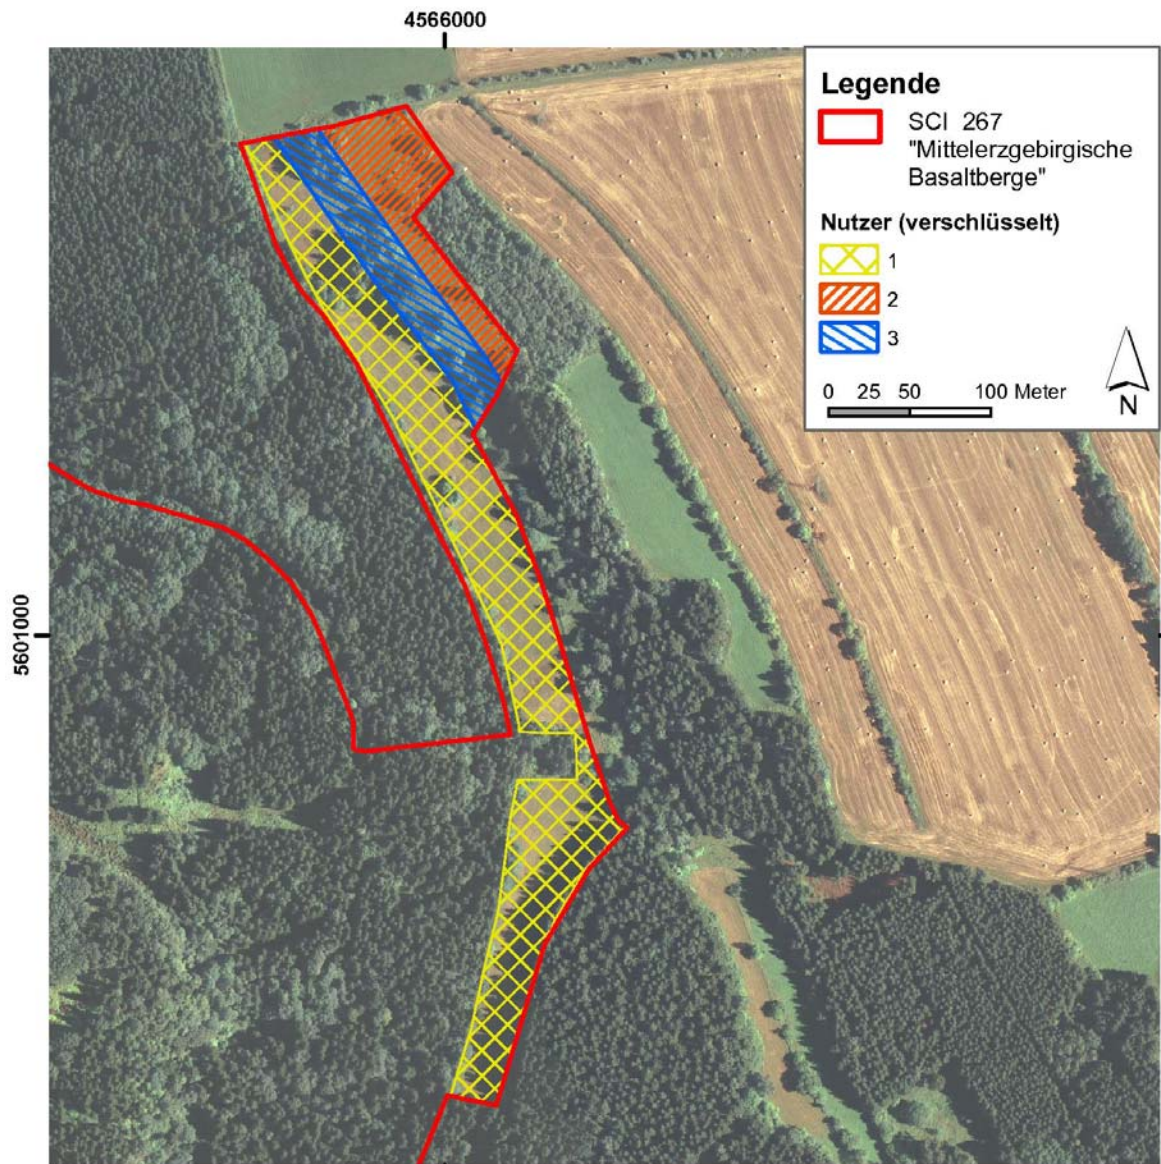 4566000
Legende
SCI 267
"Mittelerzgebirgische
Basaltberge"
Nutzer (verschlüsselt)
1
2
3
0 25 50 100 Meter
N
5601000